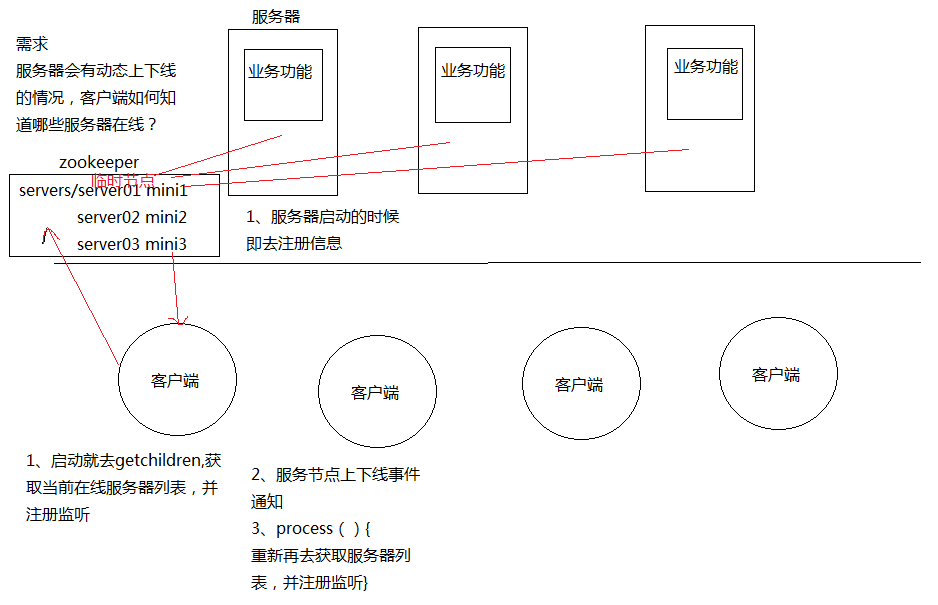 服务器
需求
服务器会有动态上下线
的情况，客户端如何知
道哪些服务器在线？
业务功能
业务功能
业务功能
zookeeper
临时节点
servers/server01 mini1
server02 mini2
server03 mini3
1、服务器启动的时候
即去注册信息
客户端
客户端
客户端
客户端
1、启动就去getchildren,获
取当前在线服务器列表，并
注册监听
2、服务节点上下线事件
通知
3、process（ ）{
重新再去获取服务器列
表，并注册监听}